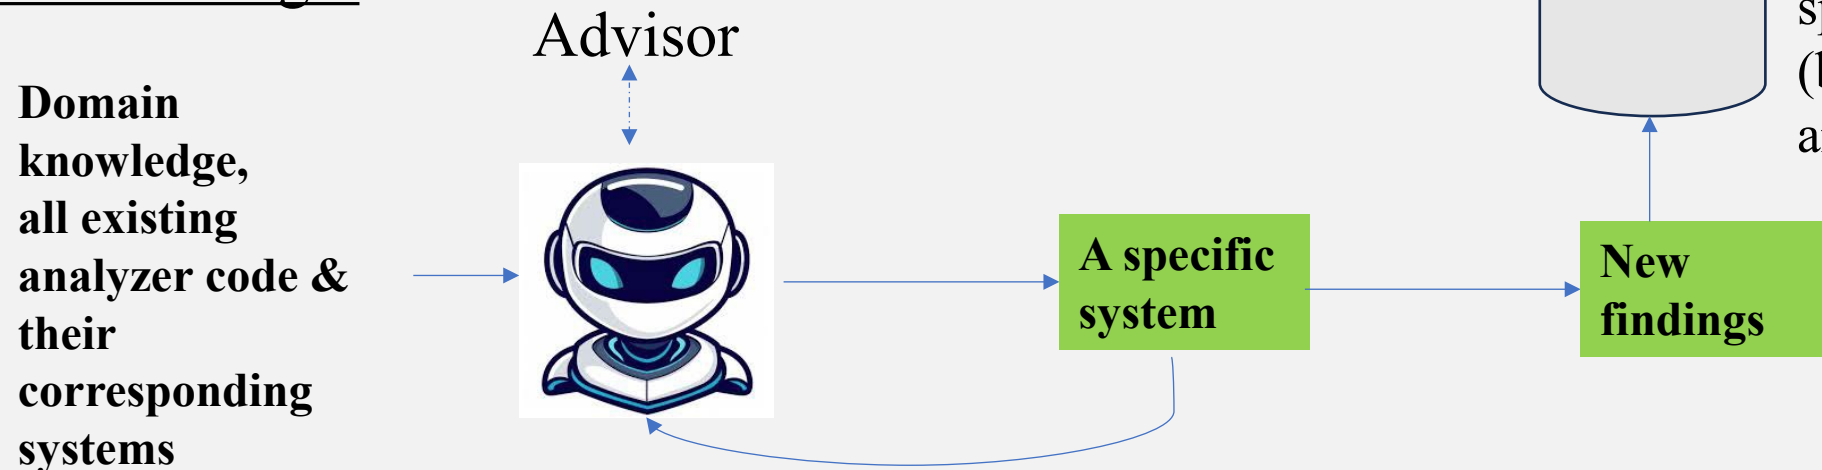 Advisor
Domain
knowledge,
all existing
analyzer code &
their
corresponding
systems
A specific
system
New
findings